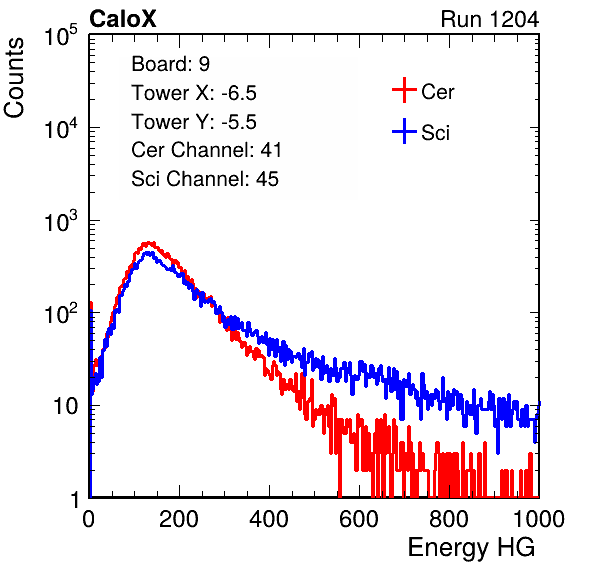 CaloX Run 1204
Counts
Board: 9
Tower X: -6.5
Tower Y: -5.5
Cer Channel: 41
Sci Channel: 45
Cer
Sci
10^5
10^4
10^3
10^2
10
1
0 200 400 600 800 1000
Energy HG